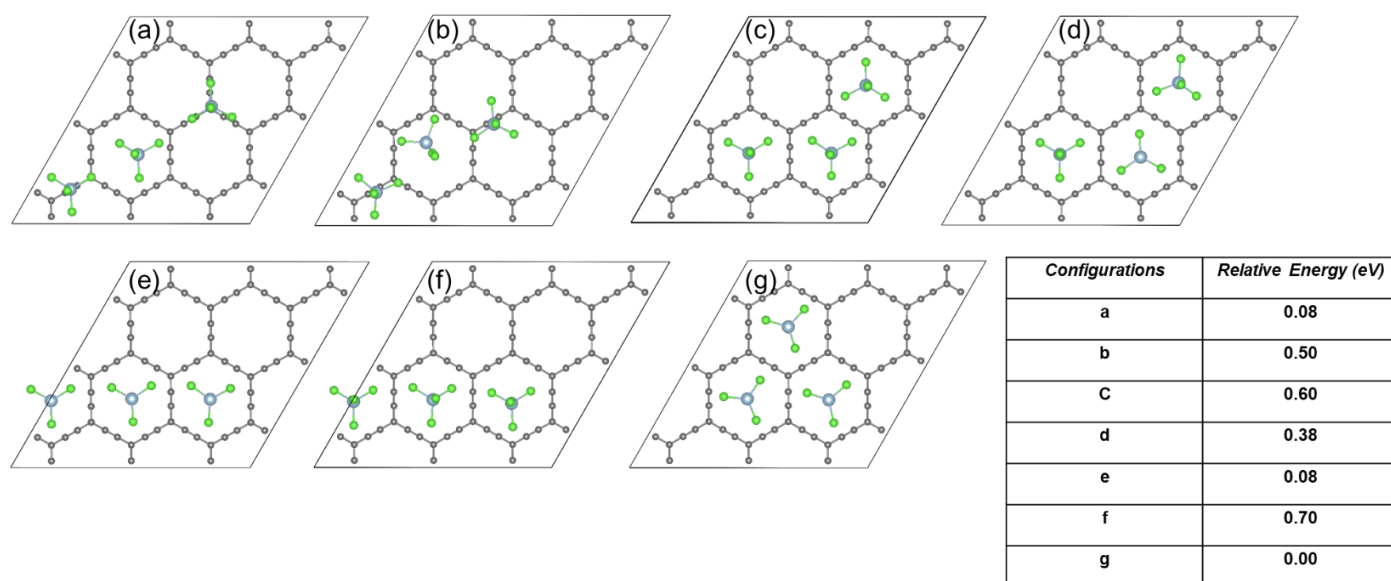 (a)
(b)
(c)
(d)
(e)
(f)
(g)
Configurations Relative Energy (eV)
a 0.08
b 0.50
C 0.60
d 0.38
e 0.08
f 0.70
g 0.00